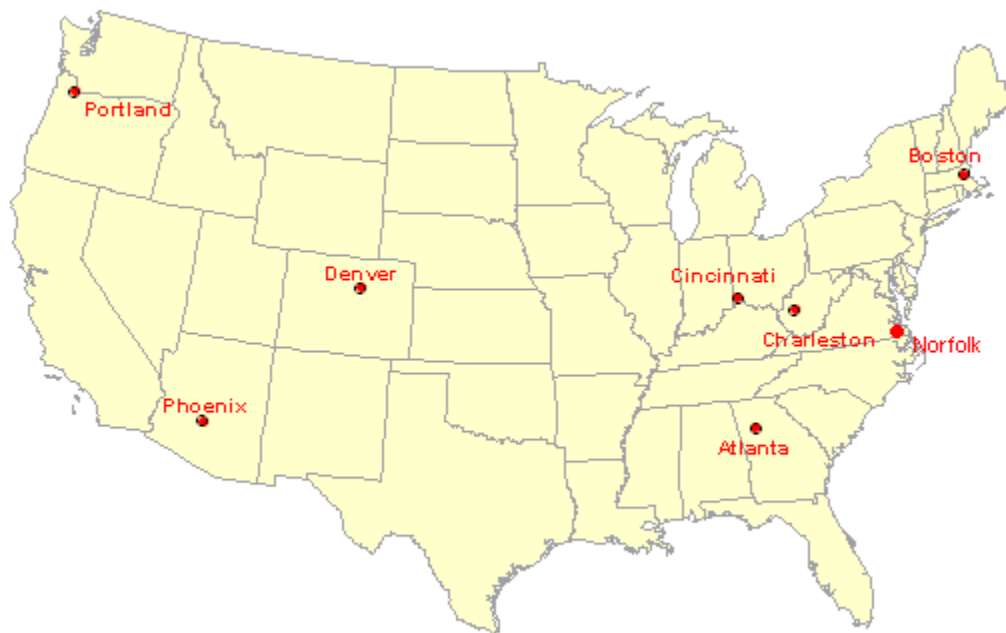 Portland
Boston
Denver
Cincinnati
Charleston
Norfolk
Phoenix
Atlanta